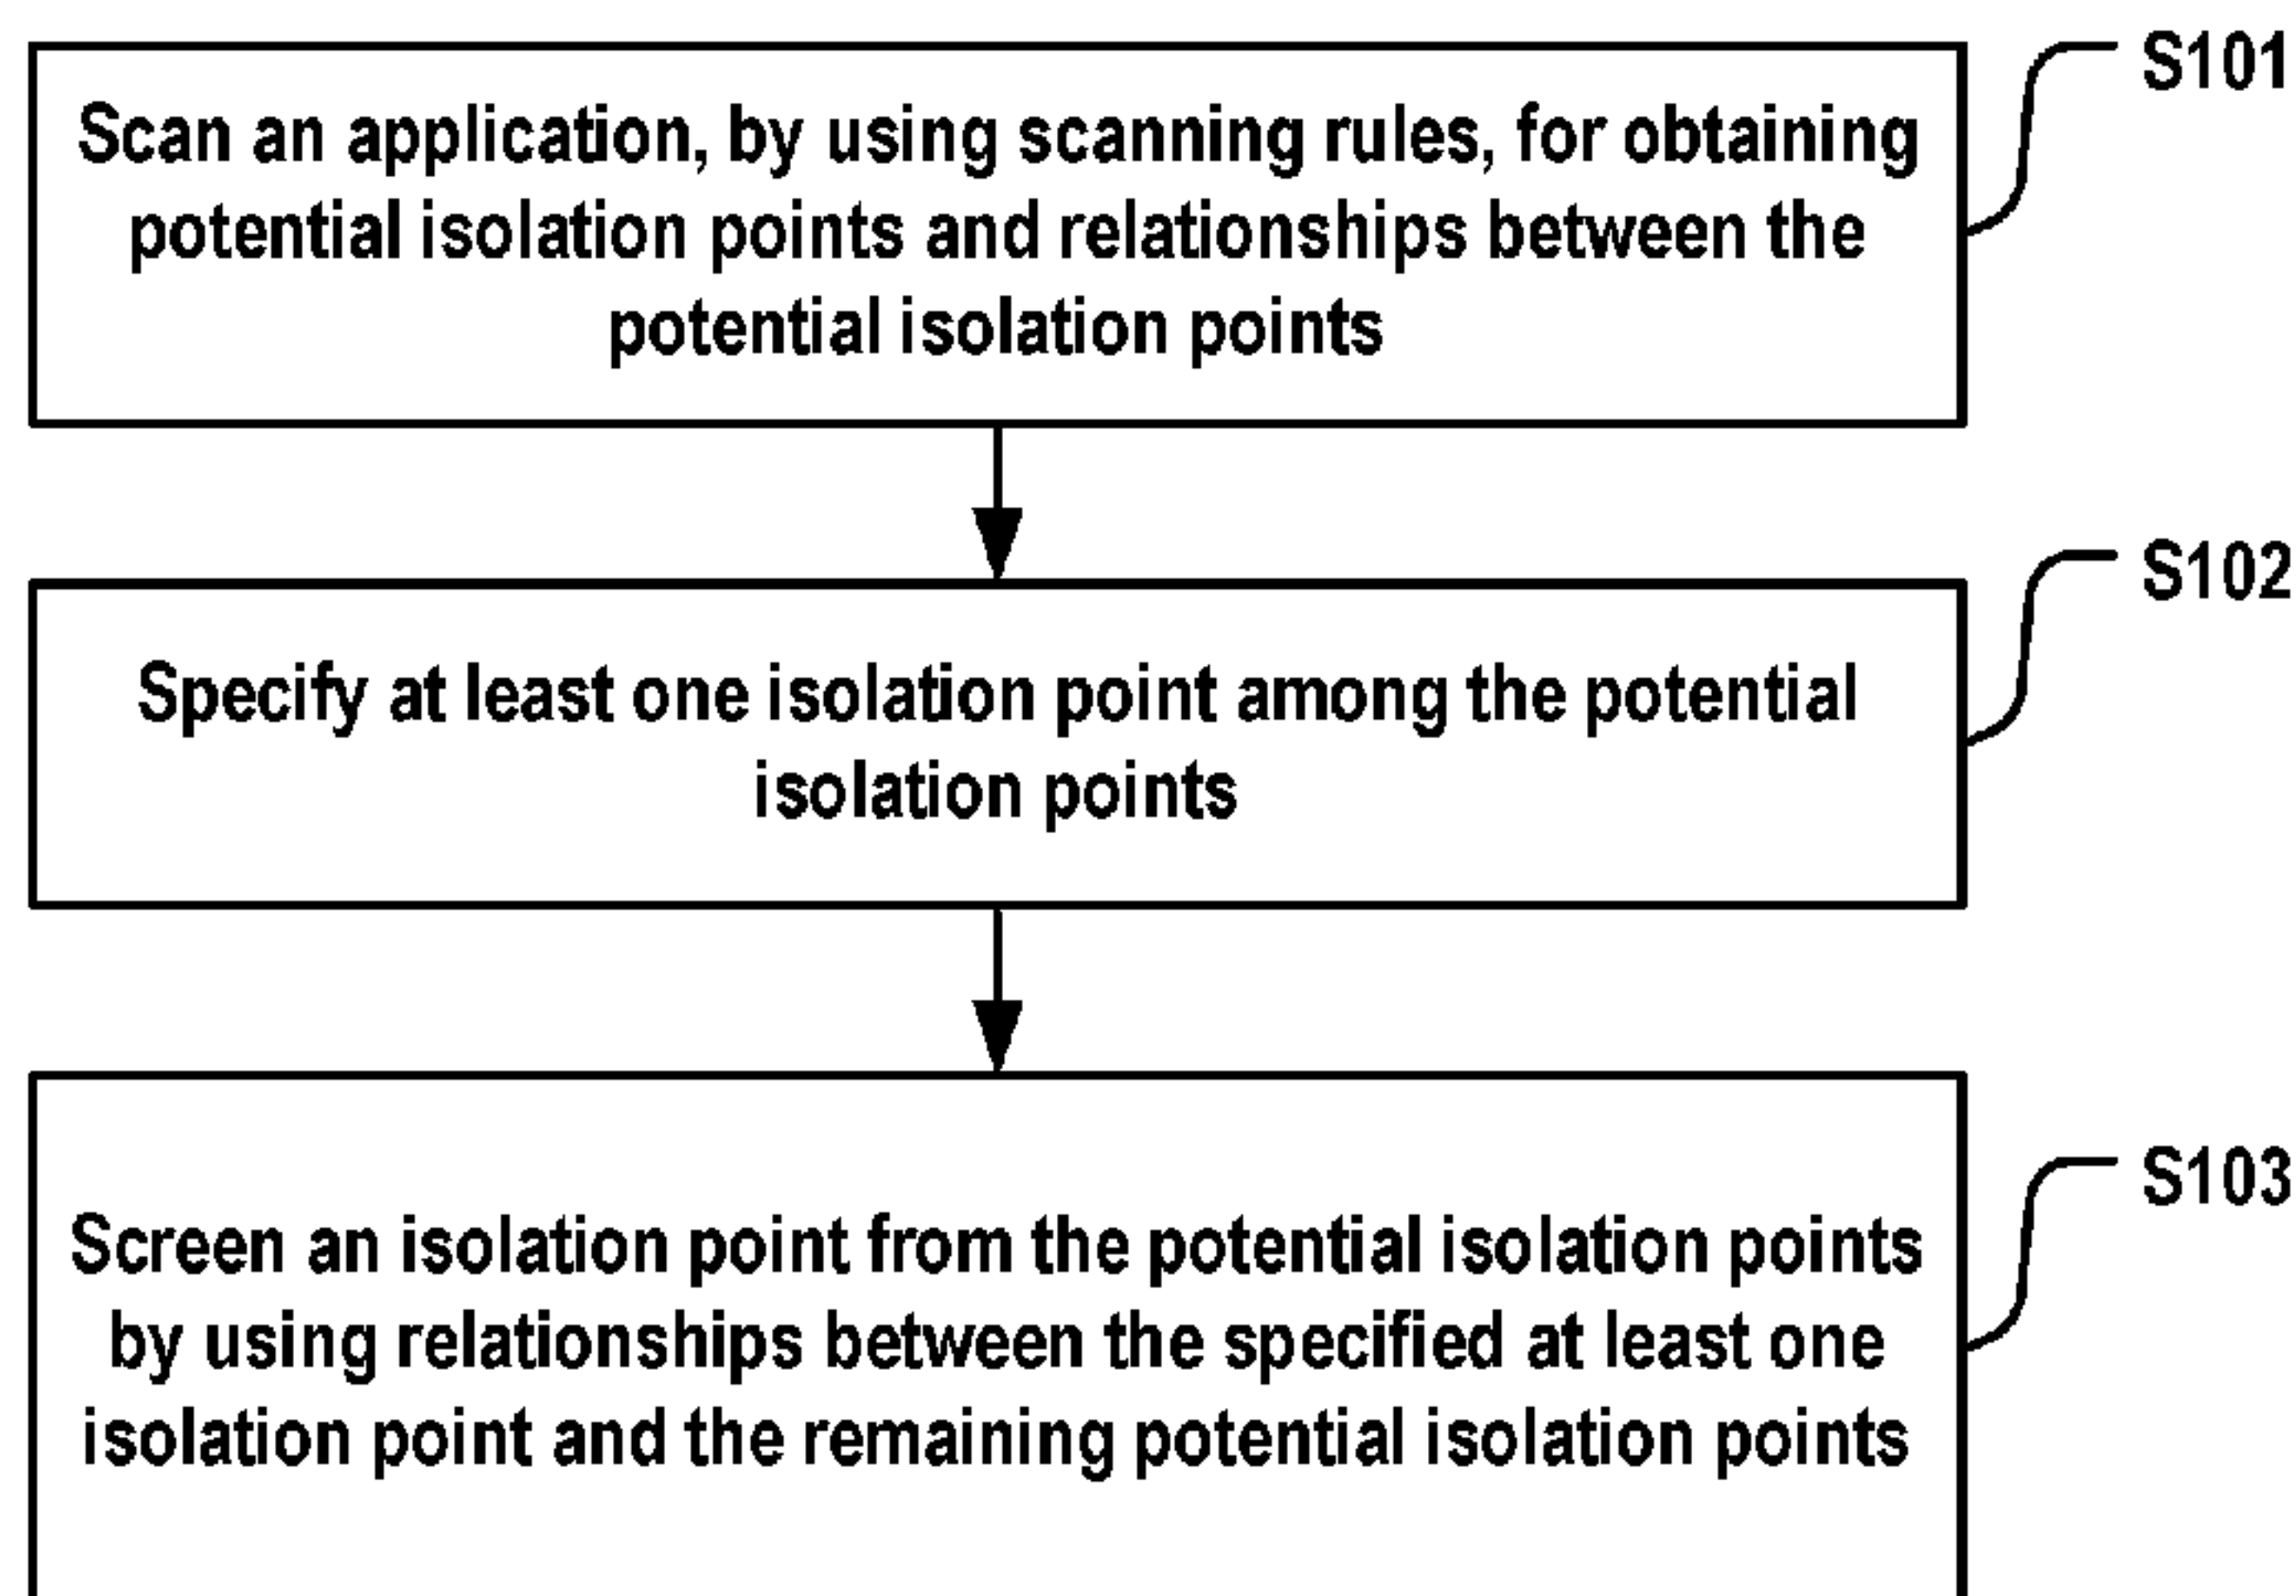 S101
Scan an application, by using scanning rules, for obtaining
potential isolation points and relationships between the
potential isolation points
S102
Specify at least one isolation point among the potential
isolation points
S103
Screen an isolation point from the potential isolation points
by using relationships between the specified at least one
isolation point and the remaining potential isolation points